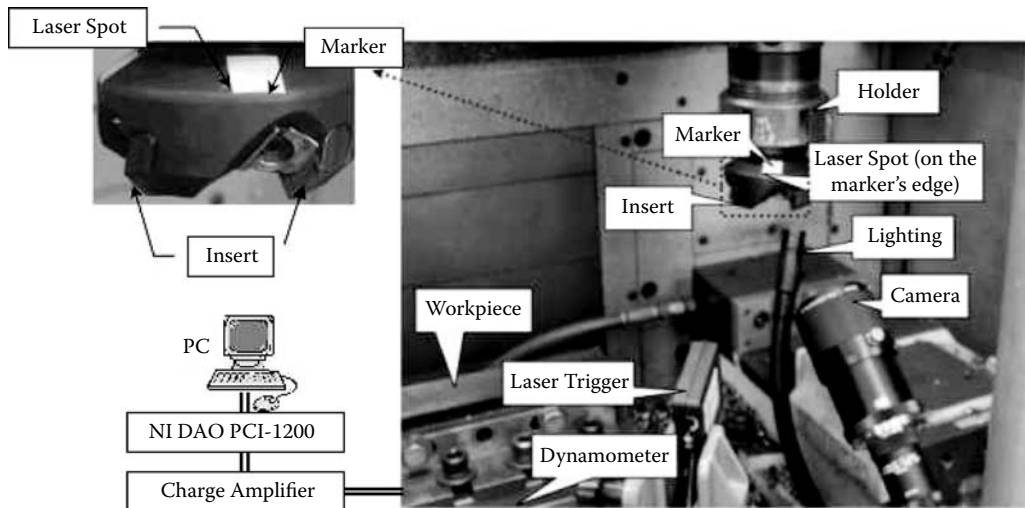 Laser Spot
Marker
Insert
PC
NI DAO PCI-1200
Charge Amplifier
Holder
Marker
Laser Spot (on the
marker's edge)
Insert
Lighting
Camera
Workpiece
Laser Trigger
Dynamometer